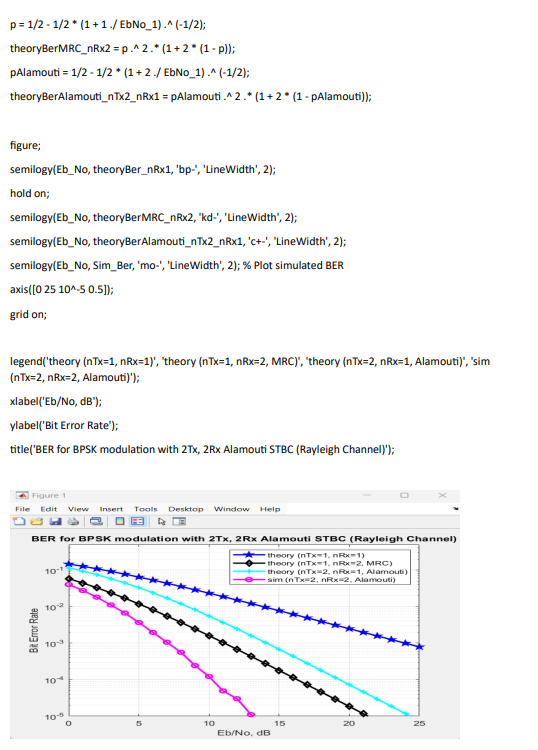 p = 1/2 - 1/2 * (1 + 1 ./ EbNo_1) .^ (-1/2);
theoryBerMRC_nRx2 = p .^ 2 .* (1 + 2 * (1 - p));
pAlamouti = 1/2 - 1/2 * (1 + 2 ./ EbNo_1) .^ (-1/2);
theoryBerAlamouti_nTx2_nRx1 = pAlamouti .^ 2 .* (1 + 2 * (1 - pAlamouti));
figure;
semilogy(Eb_No, theoryBer_nRx1, 'bp-', 'LineWidth', 2);
hold on;
semilogy(Eb_No, theoryBerMRC_nRx2, 'kd-', 'LineWidth', 2);
semilogy(Eb_No, theoryBerAlamouti_nTx2_nRx1, 'c+-', 'LineWidth', 2);
semilogy(Eb_No, Sim_Ber, 'mo-', 'LineWidth', 2); % Plot simulated BER
axis([0 25 10^-5 0.5]);
grid on;
legend('theory (nTx=1, nRx=1)', 'theory (nTx=1, nRx=2, MRC)', 'theory (nTx=2, nRx=1, Alamouti)', 'sim
(nTx=2, nRx=2, Alamouti)');
xlabel('Eb/No, dB');
ylabel('Bit Error Rate');
title('BER for BPSK modulation with 2Tx, 2Rx Alamouti STBC (Rayleigh Channel)');
Figure 1
File Edit View Insert Tools Desktop Window Help
BER for BPSK modulation with 2Tx, 2Rx Alamouti STBC (Rayleigh Channel)
theory (nTx=1, nRx=1)
theory (nTx=1, nRx=2, MRC)
theory (nTx=2, nRx=1, Alamouti)
sim (nTx=2, nRx=2, Alamouti)
Bit Error Rate
10-1
10-2
10-3
10-4
10-5
0 5 10 15 20 25
Eb/No, dB